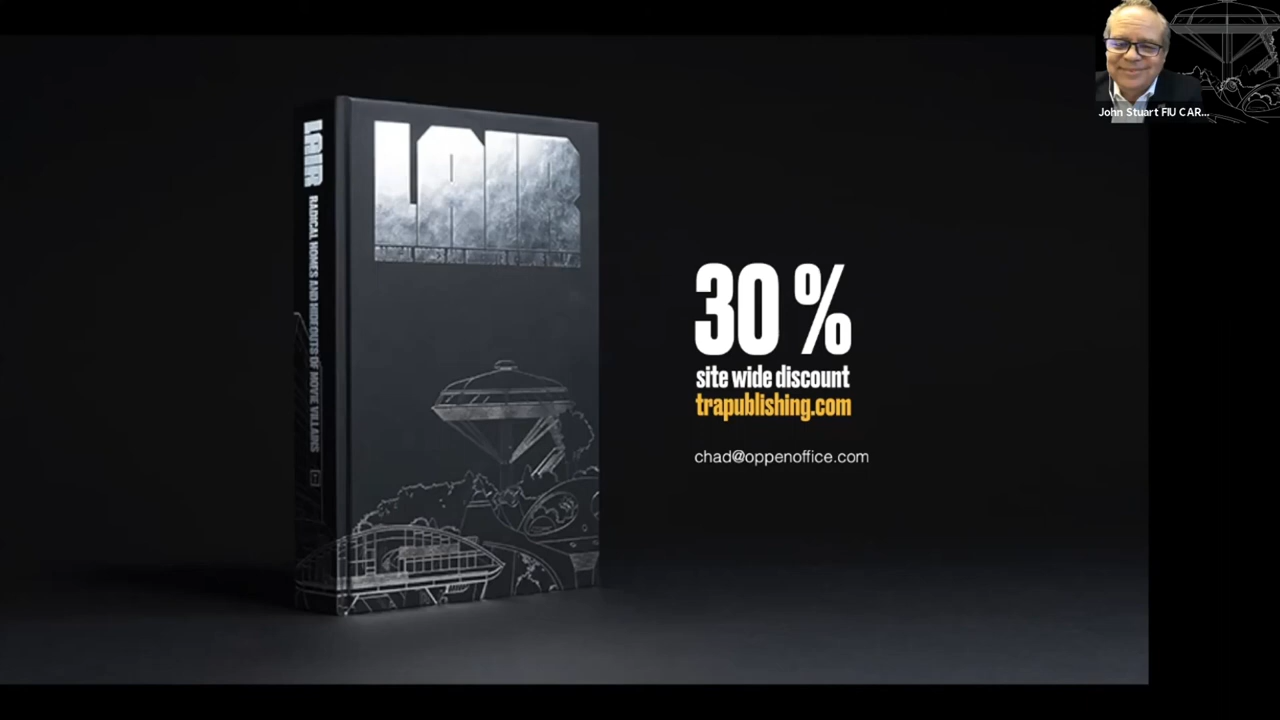 John Stuart FIU CAR...
LAIR
RADICAL HOMES AND HIDEOUTS OF MOVIE VILLAINS
LAIR
30 %
site wide discount
trapublishing.com
chad@oppenoffice.com